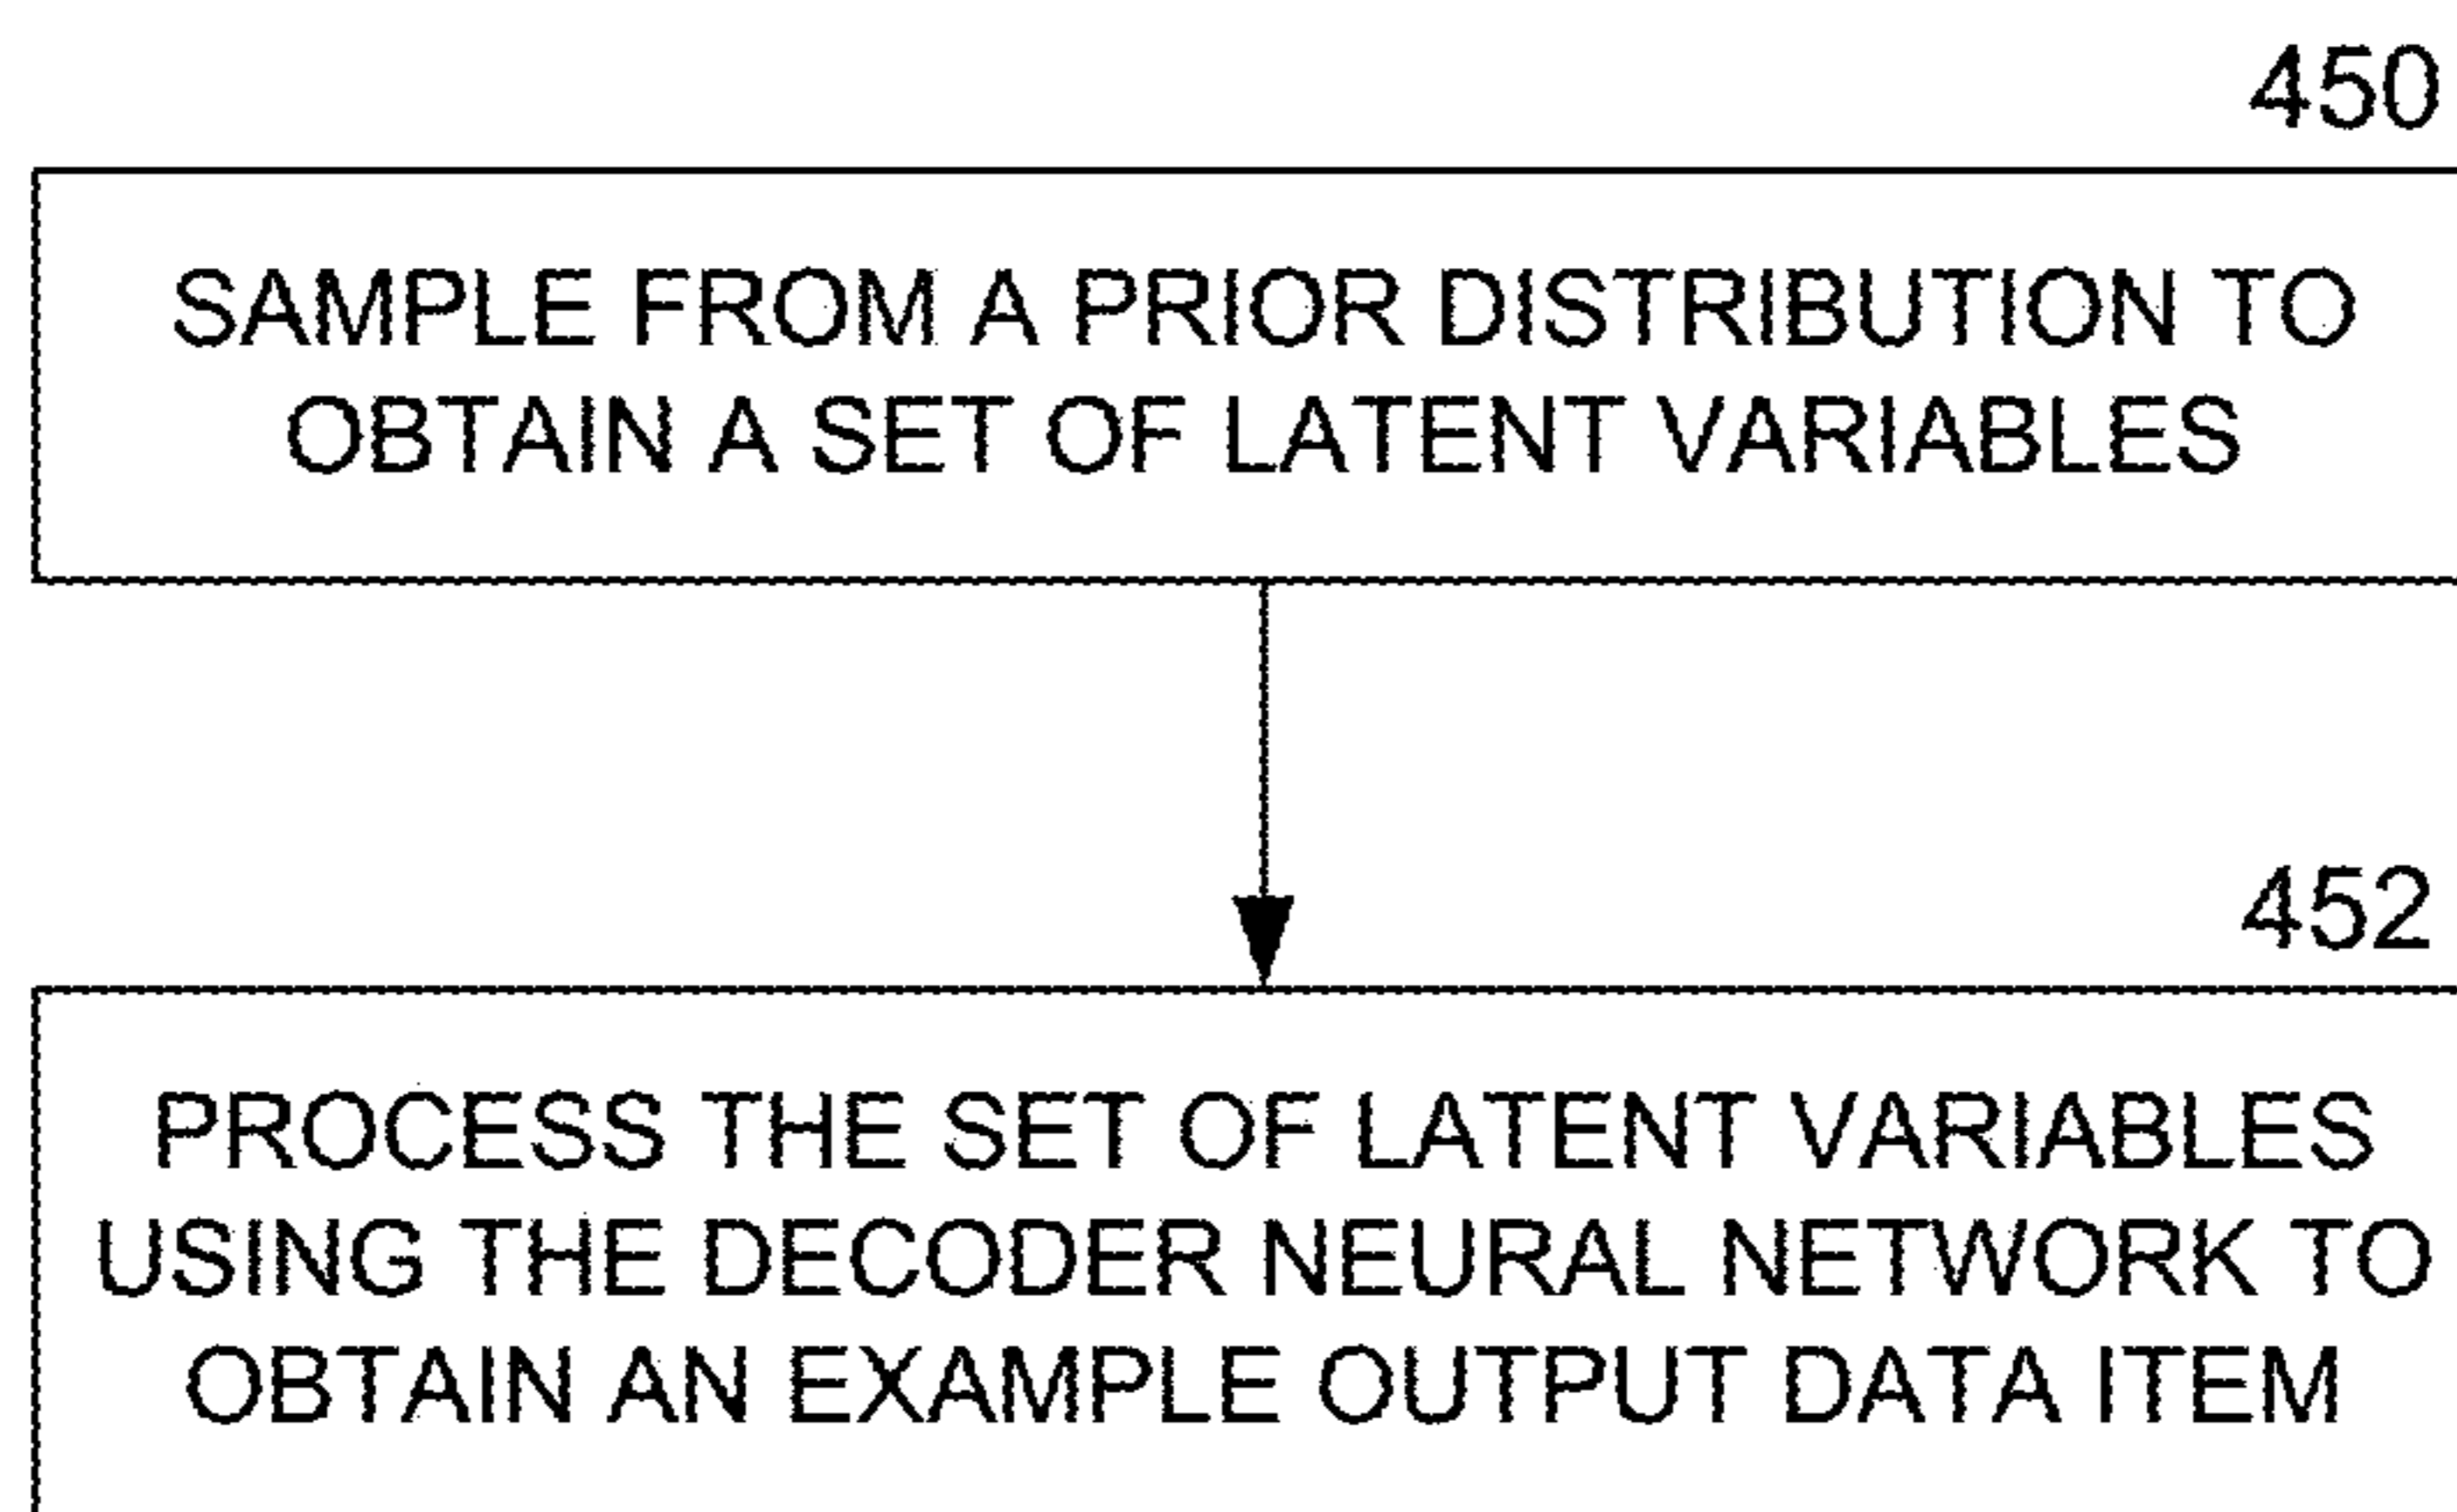 450
SAMPLE FROM A PRIOR DISTRIBUTION TO
OBTAIN A SET OF LATENT VARIABLES
452
PROCESS THE SET OF LATENT VARIABLES
USING THE DECODER NEURAL NETWORK TO
OBTAIN AN EXAMPLE OUTPUT DATA ITEM